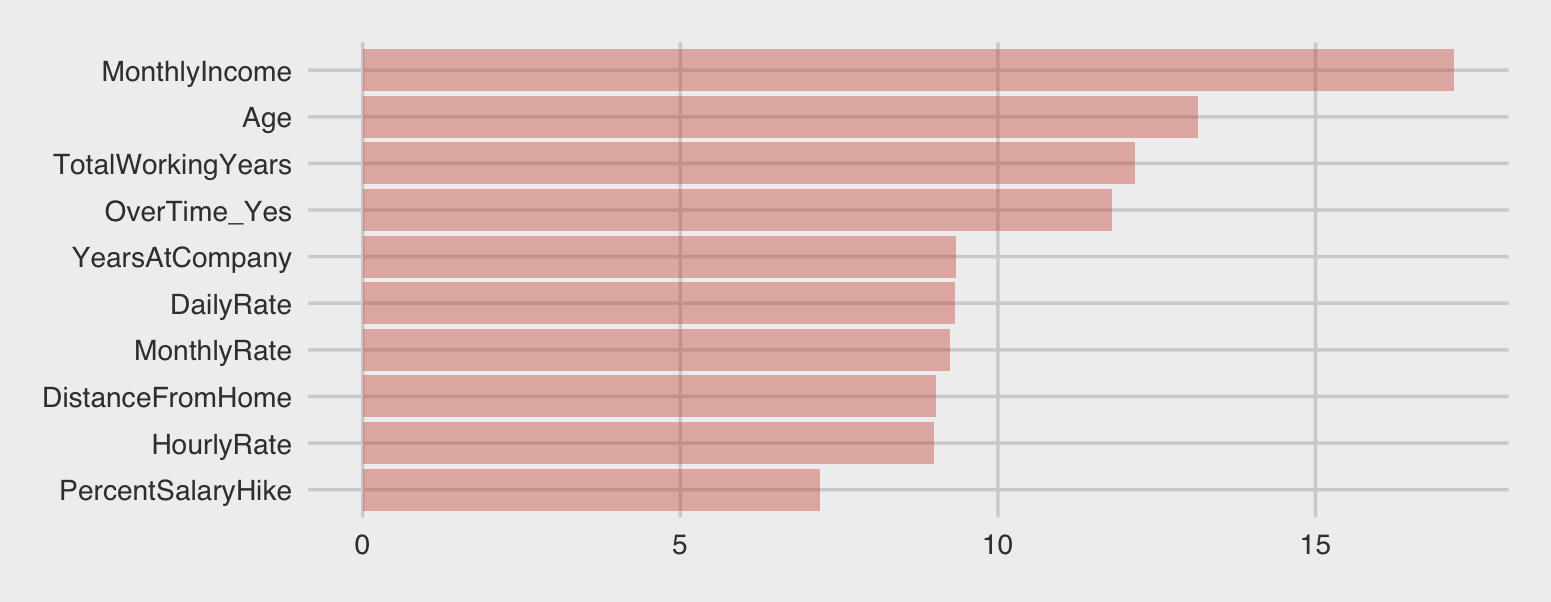 MonthlyIncome
Age
TotalWorkingYears
OverTime_Yes
YearsAtCompany
DailyRate
MonthlyRate
DistanceFromHome
HourlyRate
PercentSalaryHike
0 5 10 15